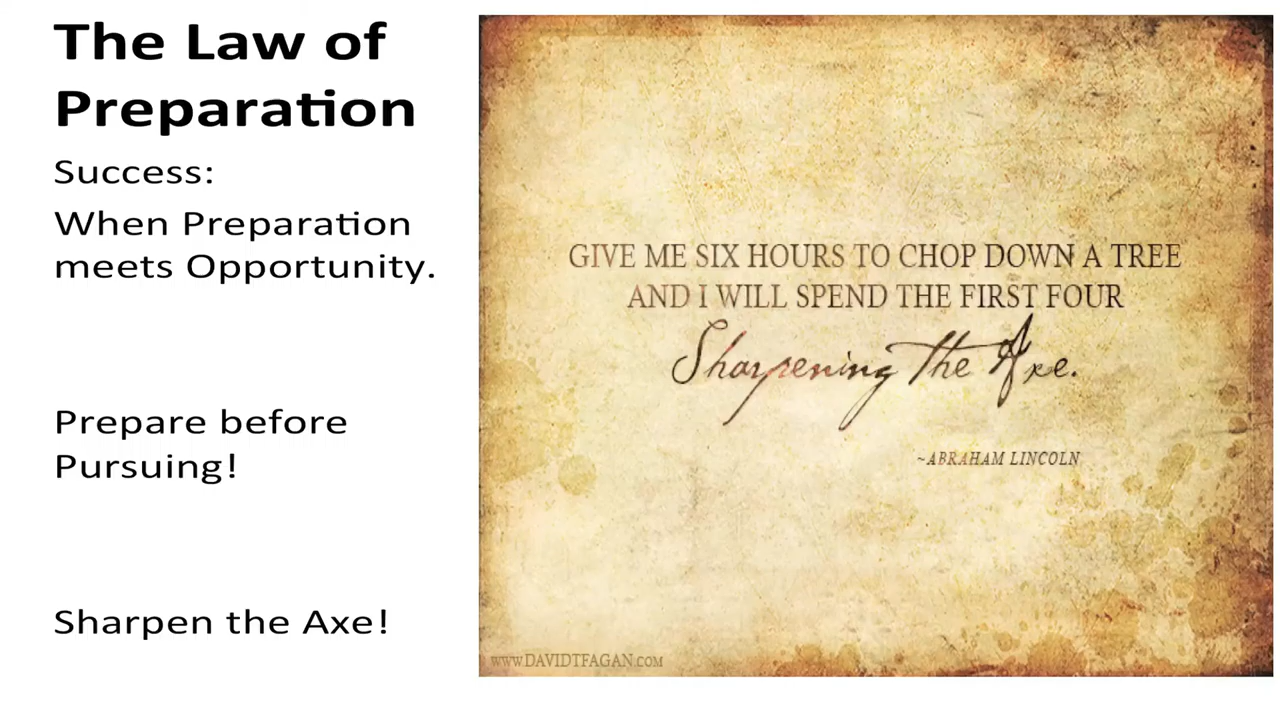 The Law of
Preparation
Success:
When Preparation
meets Opportunity.
Prepare before
Pursuing!
Sharpen the Axe!
GIVE ME SIX HOURS TO CHOP DOWN A TREE
AND I WILL SPEND THE FIRST FOUR
Sharpening the Axe.
~ABRAHAM LINCOLN
WWW.DAVIDTFAGAN.COM